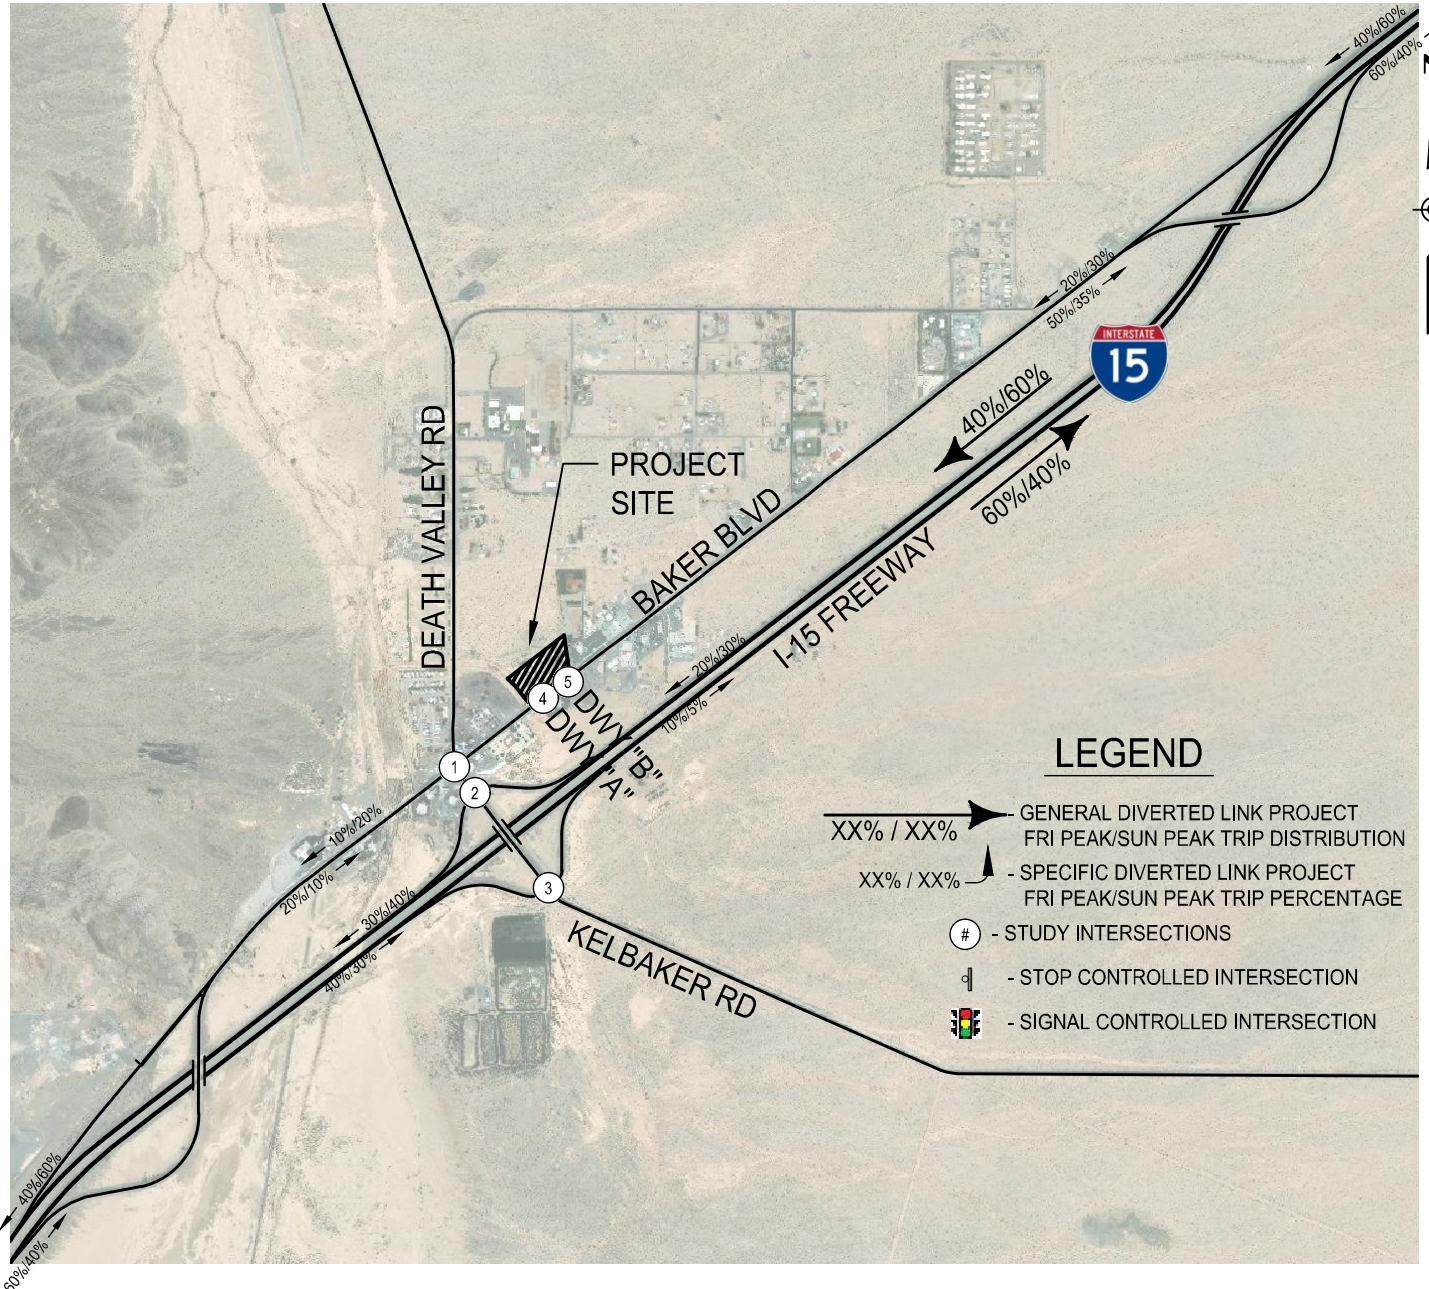 40%/60%
60%/40%
N
20%/30%
50%/35%
INTERSTATE
15
40%/60%
60%/40%
DEATH VALLEY RD
PROJECT
SITE
BAKER BLVD
I-15 FREEWAY
20%/30%
10%/5%
5
4
DWY "B"
DWY "A"
1
2
3
10%/20%
20%/10%
30%/40%
40%/30%
KELBAKER RD
LEGEND
XX% / XX%
- GENERAL DIVERTED LINK PROJECT
FRI PEAK/SUN PEAK TRIP DISTRIBUTION
XX% / XX%
- SPECIFIC DIVERTED LINK PROJECT
FRI PEAK/SUN PEAK TRIP PERCENTAGE
# - STUDY INTERSECTIONS
- STOP CONTROLLED INTERSECTION
- SIGNAL CONTROLLED INTERSECTION
40%/60%
60%/40%